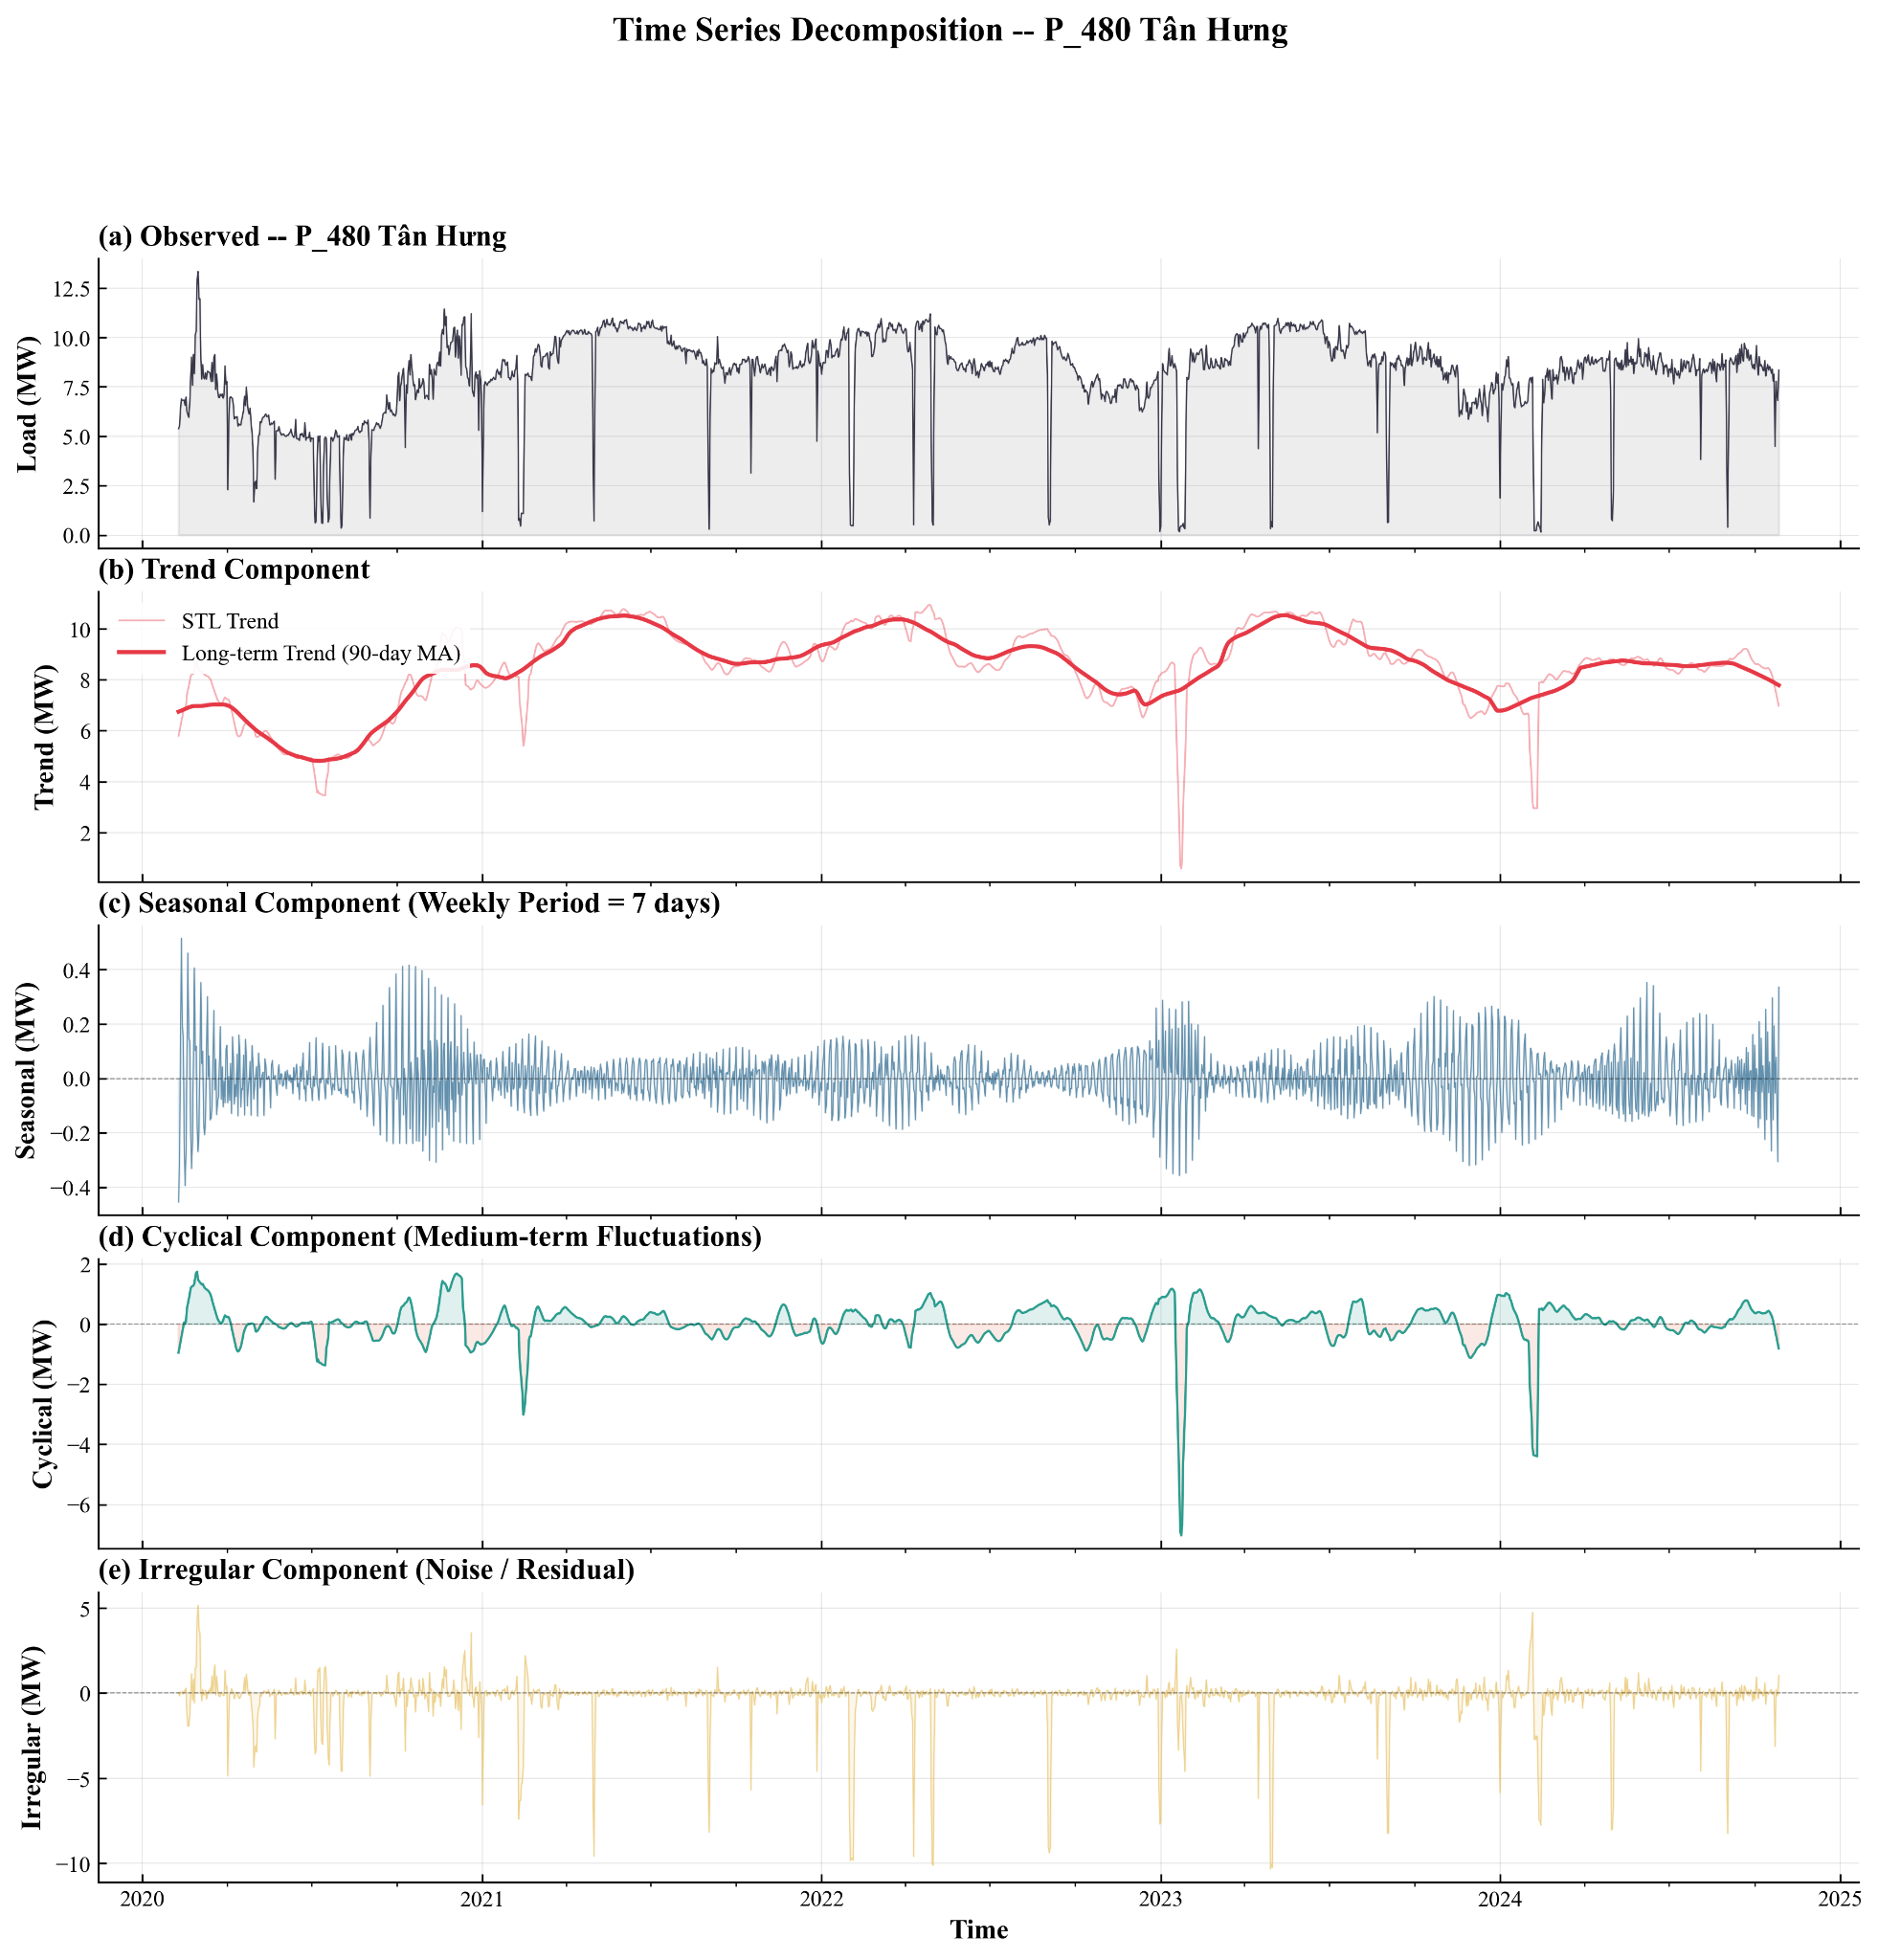 Time Series Decomposition -- P_480 Tân Hưng
(a) Observed -- P_480 Tân Hưng
Load (MW)
12.5
10.0
7.5
5.0
2.5
0.0
(b) Trend Component
Trend (MW)
STL Trend
Long-term Trend (90-day MA)
10
8
6
4
2
(c) Seasonal Component (Weekly Period = 7 days)
Seasonal (MW)
0.4
0.2
0.0
−0.2
−0.4
(d) Cyclical Component (Medium-term Fluctuations)
Cyclical (MW)
2
0
−2
−4
−6
(e) Irregular Component (Noise / Residual)
Irregular (MW)
5
0
−5
−10
2020 2021 2022 2023 2024 2025
Time